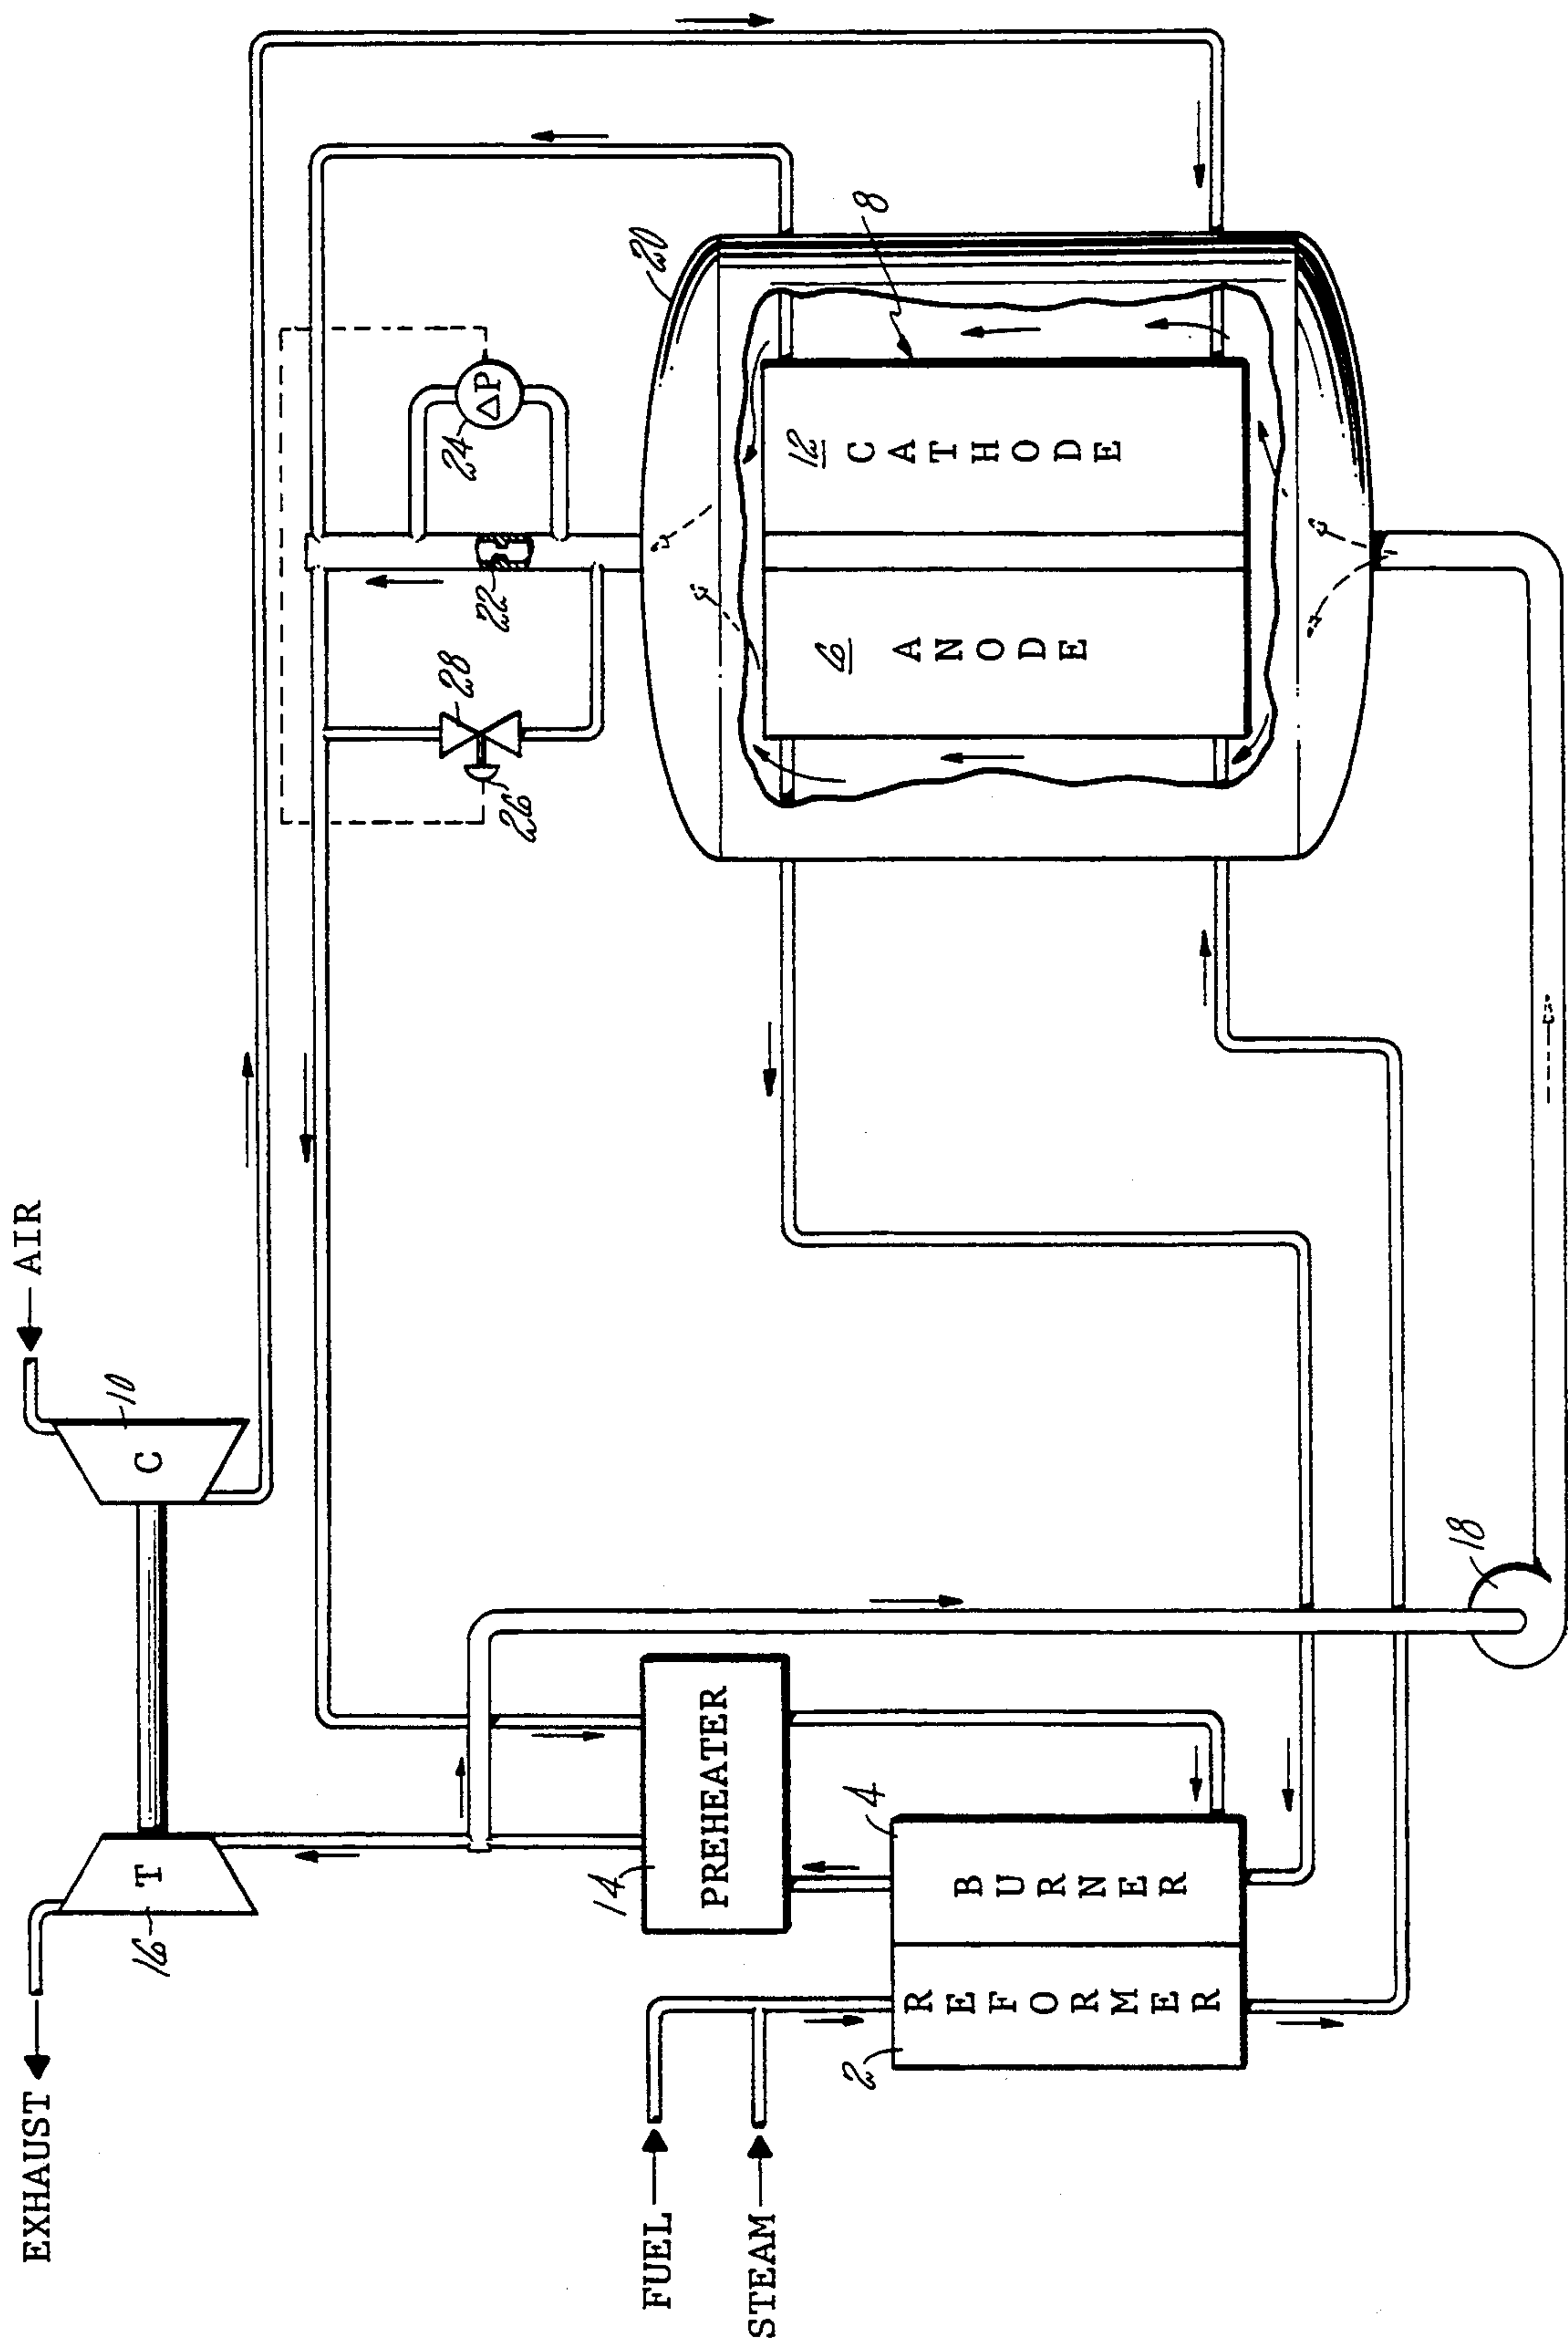 EXHAUST
16
T
C
10
AIR
FUEL
STEAM
14
PREHEATER
2
REFORMER
4
BURNER
18
26
28
22
24
ΔP
20
8
6
ANODE
12
CATHODE